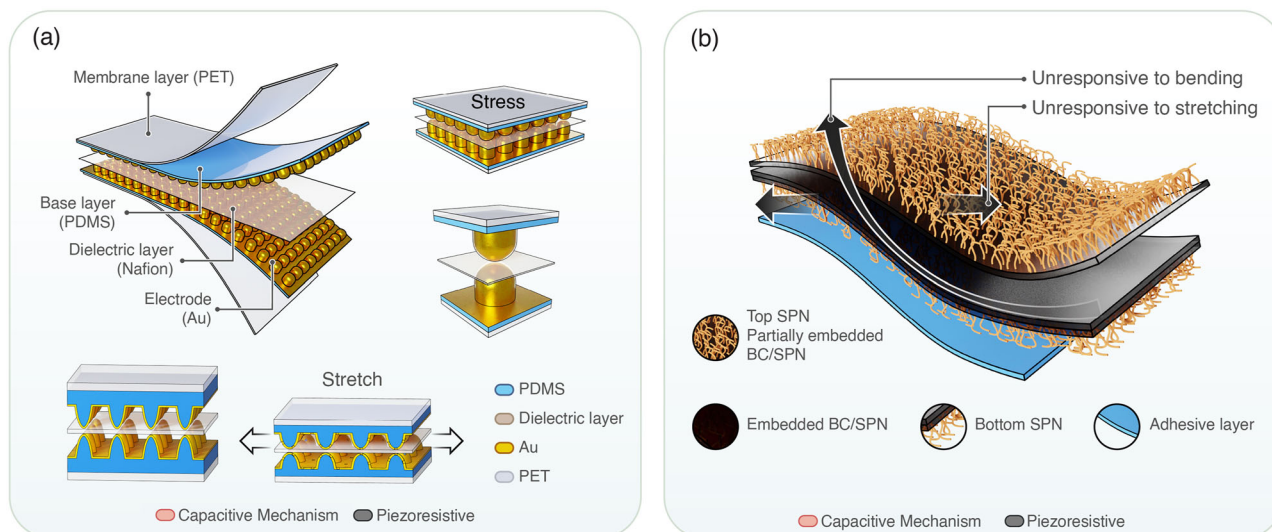 (a)
Membrane layer (PET)
Stress
Base layer
(PDMS)
Dielectric layer
(Nafion)
Electrode
(Au)
Stretch
PDMS
Dielectric layer
Au
PET
Capacitive Mechanism
Piezoresistive
(b)
Unresponsive to bending
Unresponsive to stretching
Top SPN
Partially embedded
BC/SPN
Embedded BC/SPN
Bottom SPN
Adhesive layer
Capacitive Mechanism
Piezoresistive